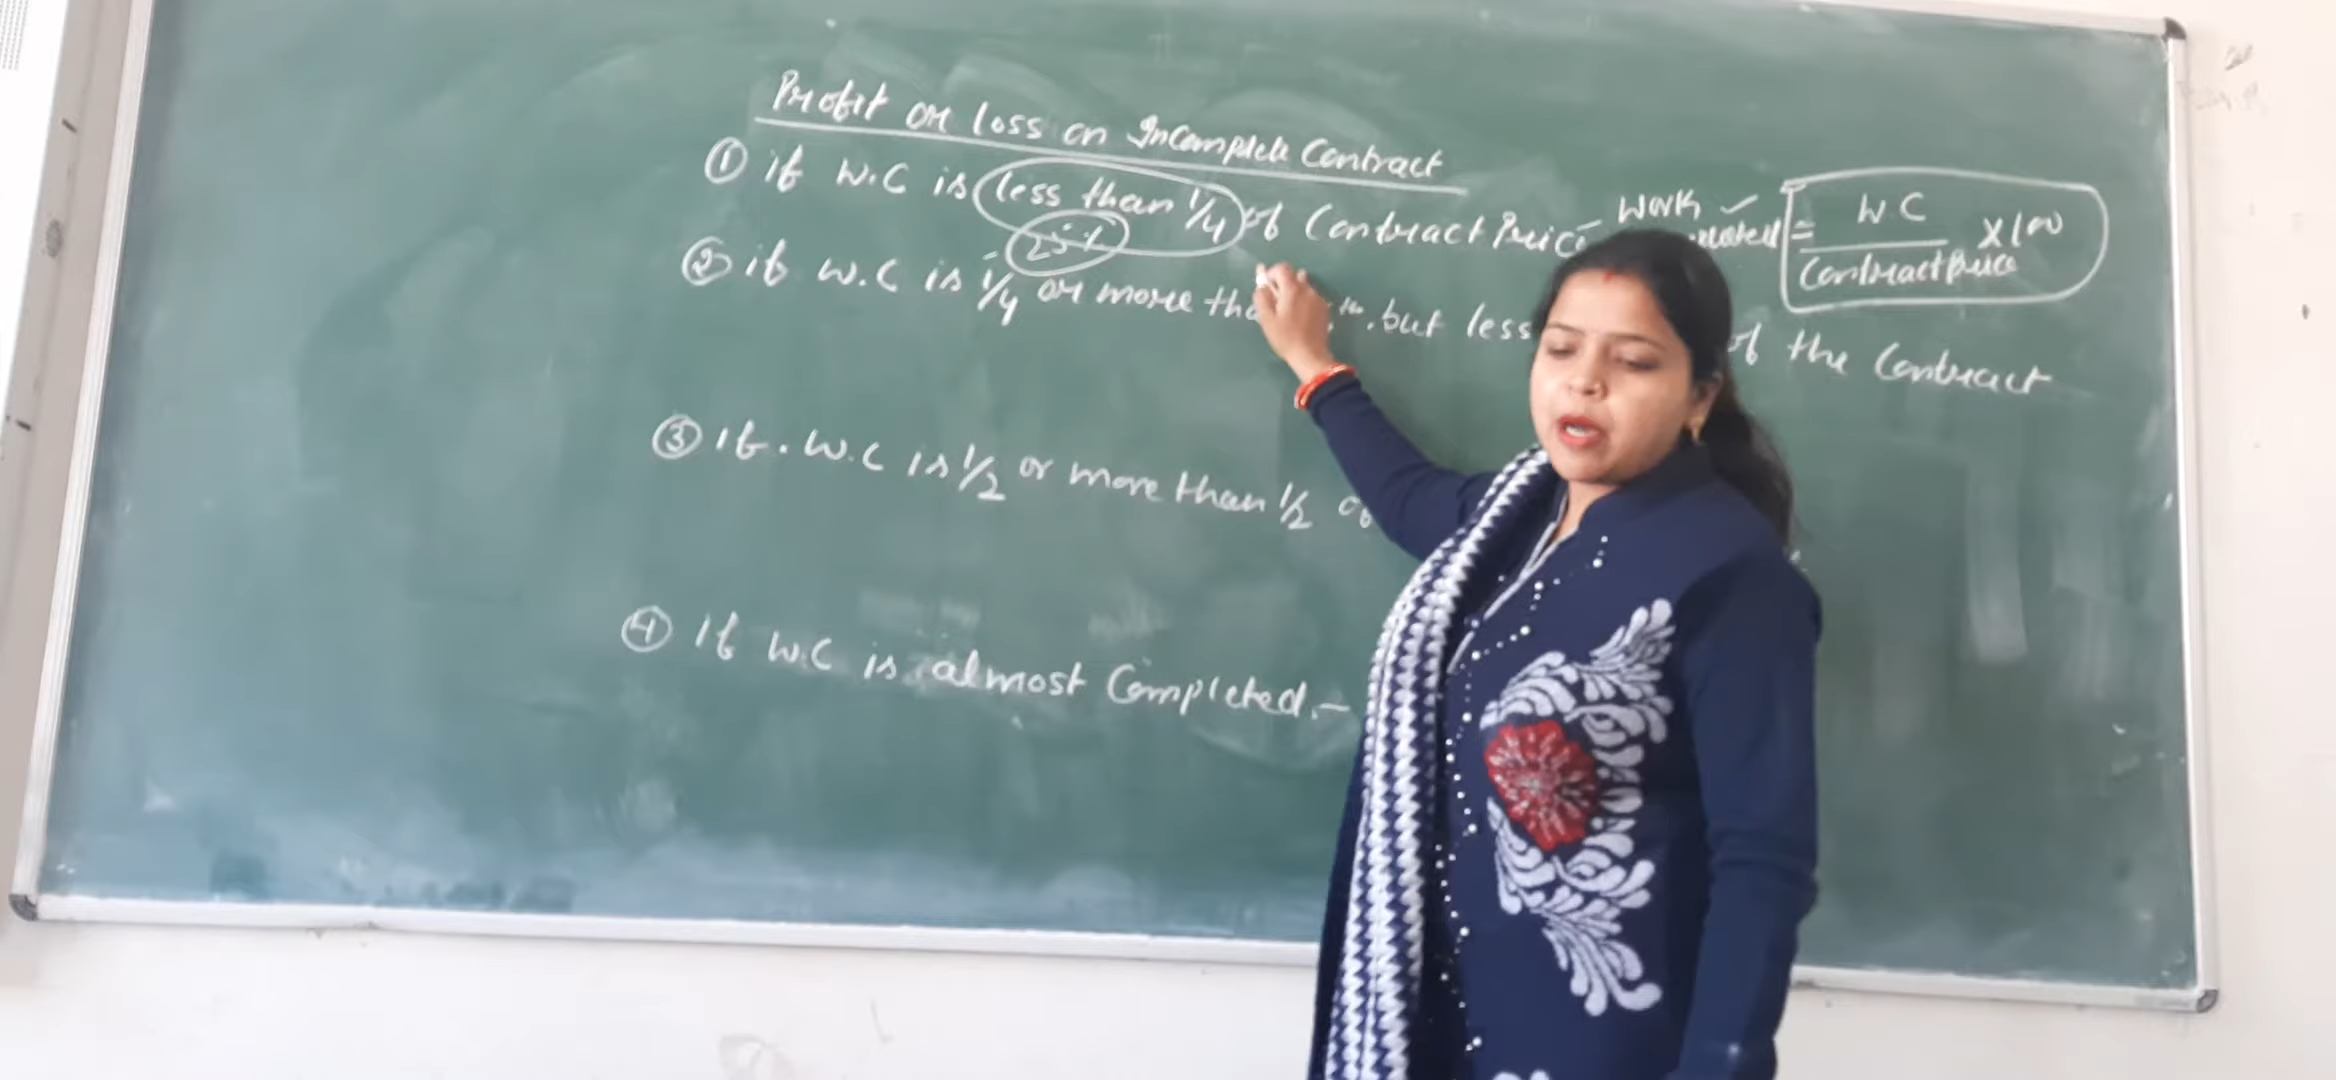 Profit or loss on Incomplete Contract
① if W.C is less than 1/4 of Contract Price
25%
Work = WC / Contract Price X100
② if W.C is 1/4 or more but less of the Contract
③ If. W.C is 1/2 or more than 1/2 of
④ If W.C is almost Completed.-